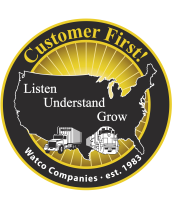 Customer First!
Listen
Understand
Grow
Watco Companies · est. 1983